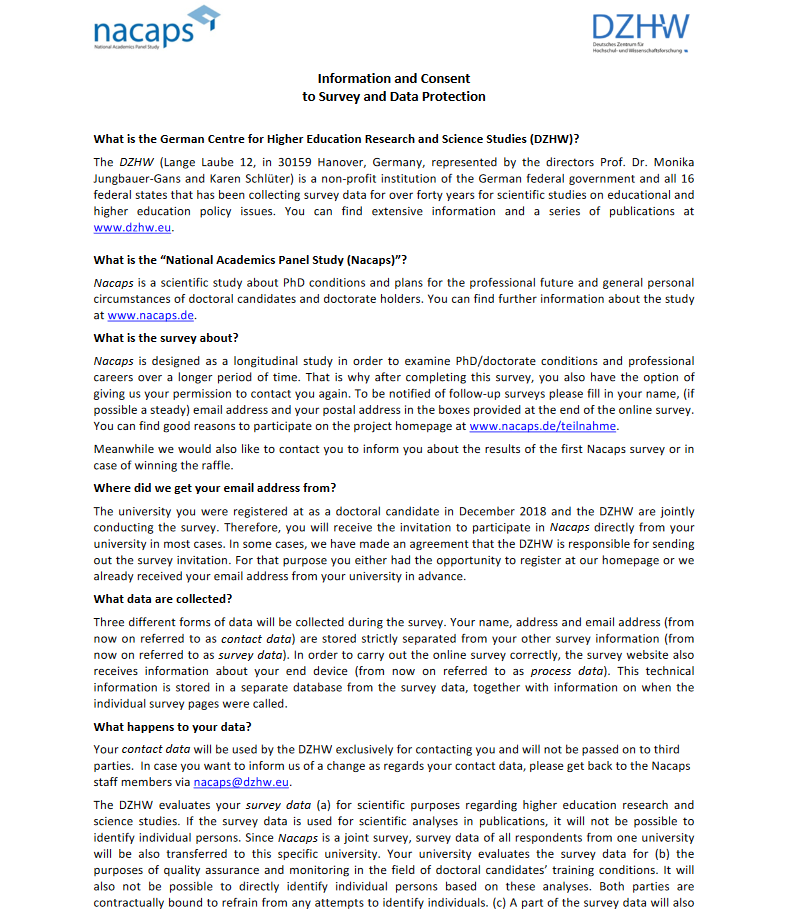 nacaps
National Academics Panel Study
DZHW
Deutsches Zentrum für
Hochschul- und Wissenschaftsforschung
Information and Consent
to Survey and Data Protection
What is the German Centre for Higher Education Research and Science Studies (DZHW)?
The DZHW (Lange Laube 12, in 30159 Hanover, Germany, represented by the directors Prof. Dr. Monika
Jungbauer-Gans and Karen Schlüter) is a non-profit institution of the German federal government and all 16
federal states that has been collecting survey data for over forty years for scientific studies on educational and
higher education policy issues. You can find extensive information and a series of publications at
www.dzhw.eu.
What is the “National Academics Panel Study (Nacaps)”?
Nacaps is a scientific study about PhD conditions and plans for the professional future and general personal
circumstances of doctoral candidates and doctorate holders. You can find further information about the study
at www.nacaps.de.
What is the survey about?
Nacaps is designed as a longitudinal study in order to examine PhD/doctorate conditions and professional
careers over a longer period of time. That is why after completing this survey, you also have the option of
giving us your permission to contact you again. To be notified of follow-up surveys please fill in your name, (if
possible a steady) email address and your postal address in the boxes provided at the end of the online survey.
You can find good reasons to participate on the project homepage at www.nacaps.de/teilnahme.
Meanwhile we would also like to contact you to inform you about the results of the first Nacaps survey or in
case of winning the raffle.
Where did we get your email address from?
The university you were registered at as a doctoral candidate in December 2018 and the DZHW are jointly
conducting the survey. Therefore, you will receive the invitation to participate in Nacaps directly from your
university in most cases. In some cases, we have made an agreement that the DZHW is responsible for sending
out the survey invitation. For that purpose you either had the opportunity to register at our homepage or we
already received your email address from your university in advance.
What data are collected?
Three different forms of data will be collected during the survey. Your name, address and email address (from
now on referred to as contact data) are stored strictly separated from your other survey information (from
now on referred to as survey data). In order to carry out the online survey correctly, the survey website also
receives information about your end device (from now on referred to as process data). This technical
information is stored in a separate database from the survey data, together with information on when the
individual survey pages were called.
What happens to your data?
Your contact data will be used by the DZHW exclusively for contacting you and will not be passed on to third
parties. In case you want to inform us of a change as regards your contact data, please get back to the Nacaps
staff members via nacaps@dzhw.eu.
The DZHW evaluates your survey data (a) for scientific purposes regarding higher education research and
science studies. If the survey data is used for scientific analyses in publications, it will not be possible to
identify individual persons. Since Nacaps is a joint survey, survey data of all respondents from one university
will be also transferred to this specific university. Your university evaluates the survey data for (b) the
purposes of quality assurance and monitoring in the field of doctoral candidates’ training conditions. It will
also not be possible to directly identify individual persons based on these analyses. Both parties are
contractually bound to refrain from any attempts to identify individuals. (c) A part of the survey data will also